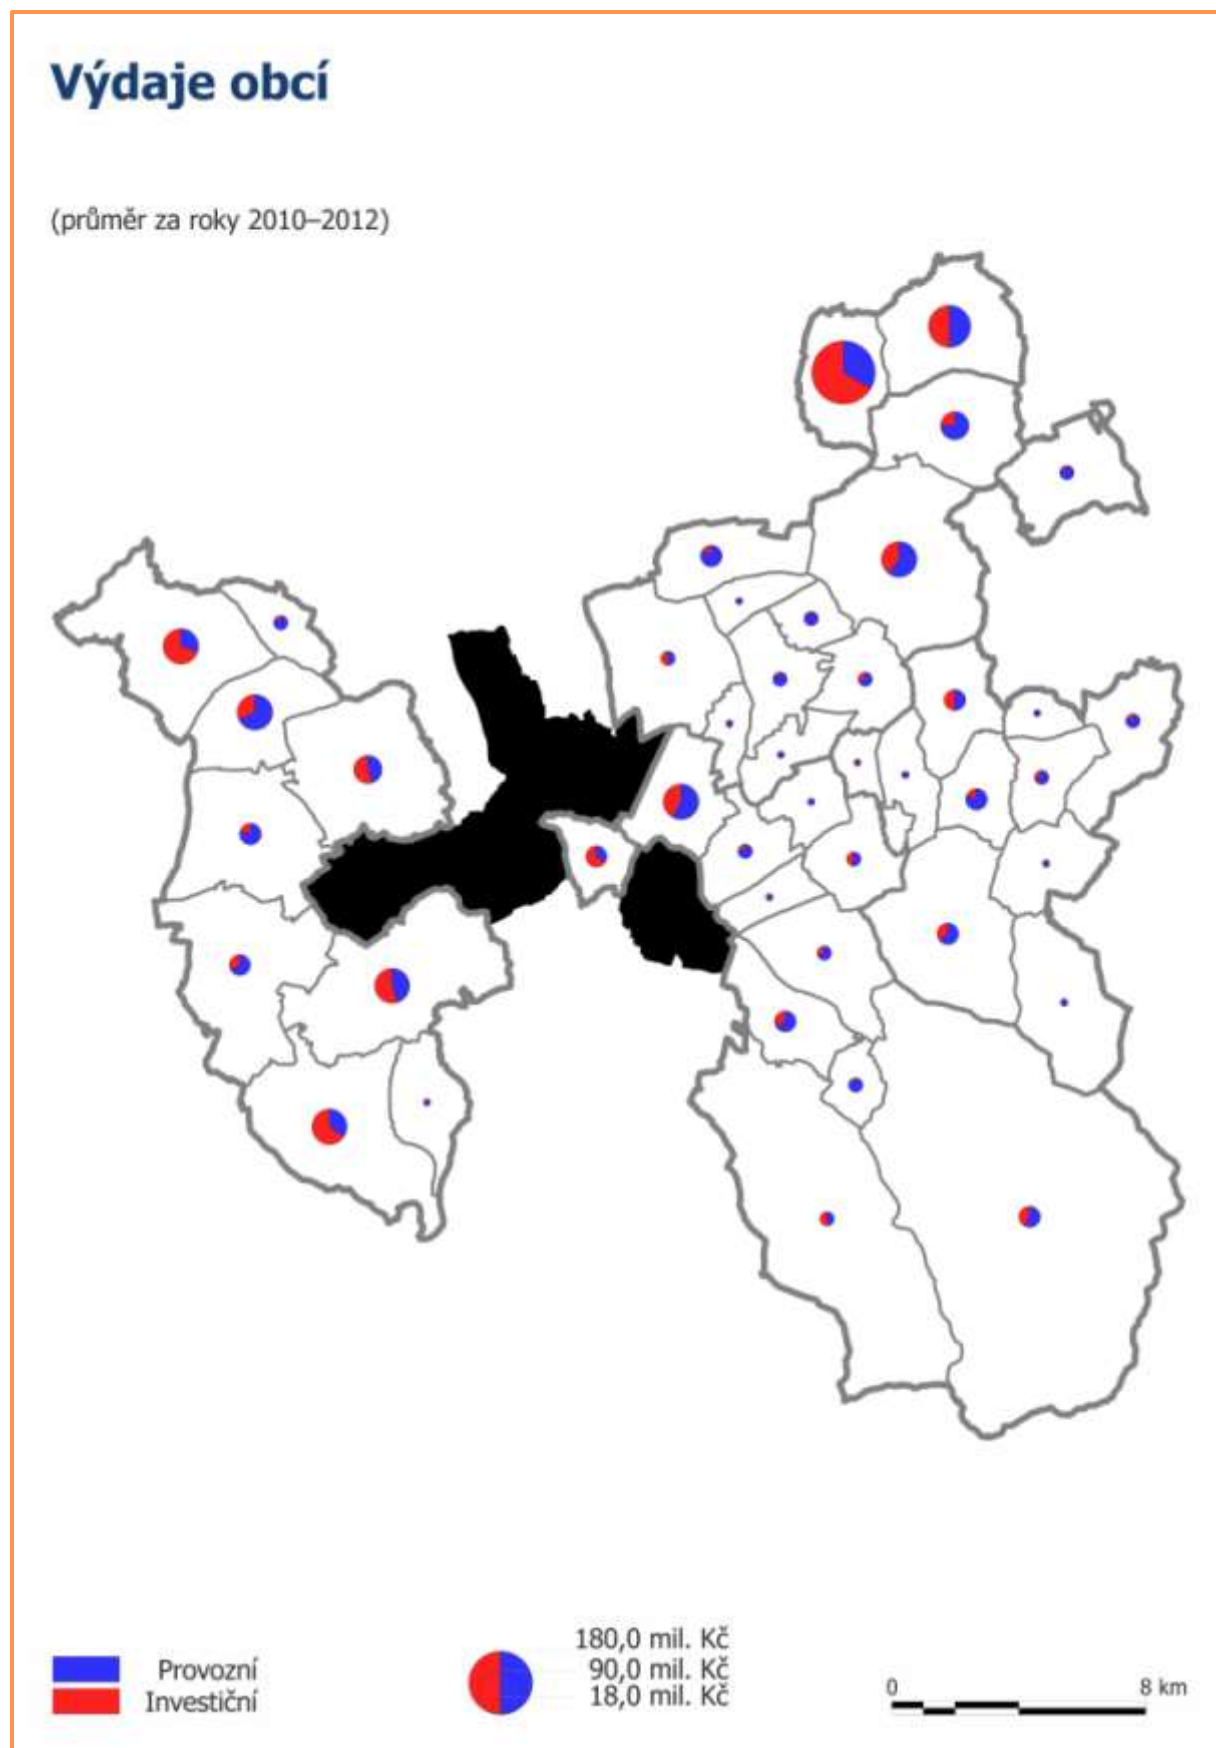 Výdaje obcí
(průměr za roky 2010–2012)
Provozní
Investiční
180,0 mil. Kč
90,0 mil. Kč
18,0 mil. Kč
0 8 km